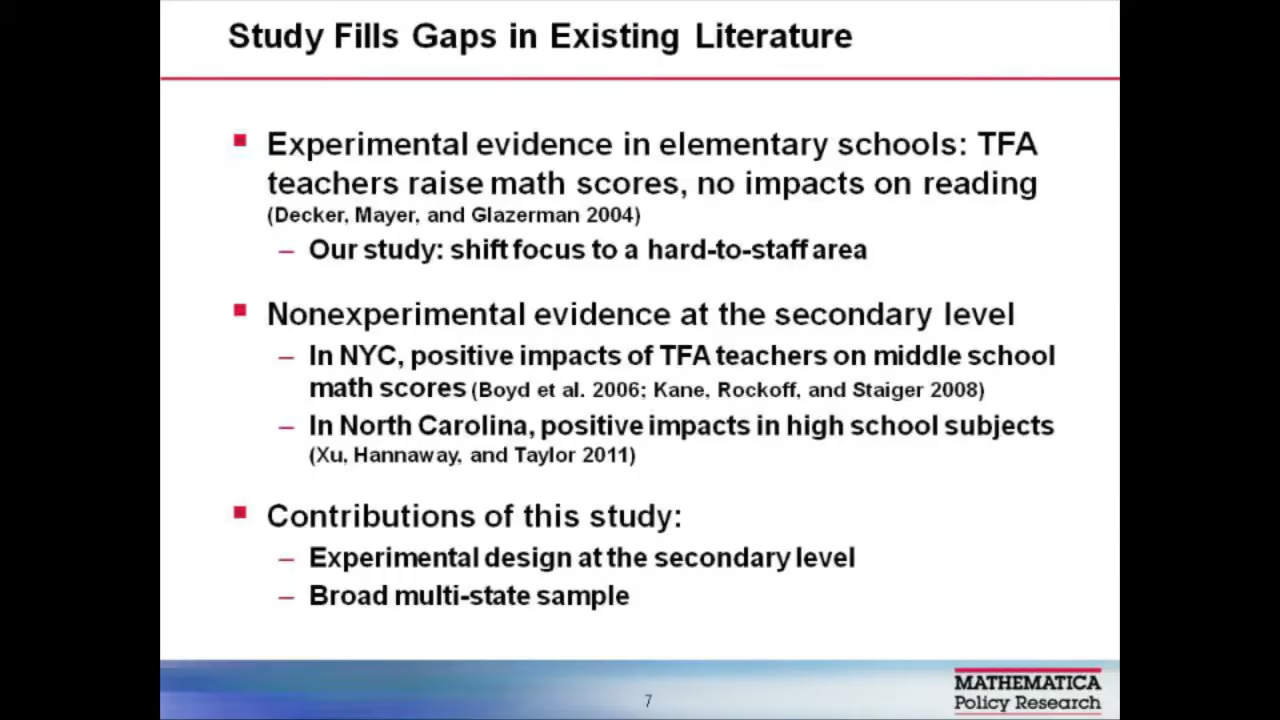 Study Fills Gaps in Existing Literature
Experimental evidence in elementary schools: TFA
teachers raise math scores, no impacts on reading
(Decker, Mayer, and Glazerman 2004)
– Our study: shift focus to a hard-to-staff area
Nonexperimental evidence at the secondary level
– In NYC, positive impacts of TFA teachers on middle school
math scores (Boyd et al. 2006; Kane, Rockoff, and Staiger 2008)
– In North Carolina, positive impacts in high school subjects
(Xu, Hannaway, and Taylor 2011)
Contributions of this study:
– Experimental design at the secondary level
– Broad multi-state sample
7
MATHEMATICA
Policy Research